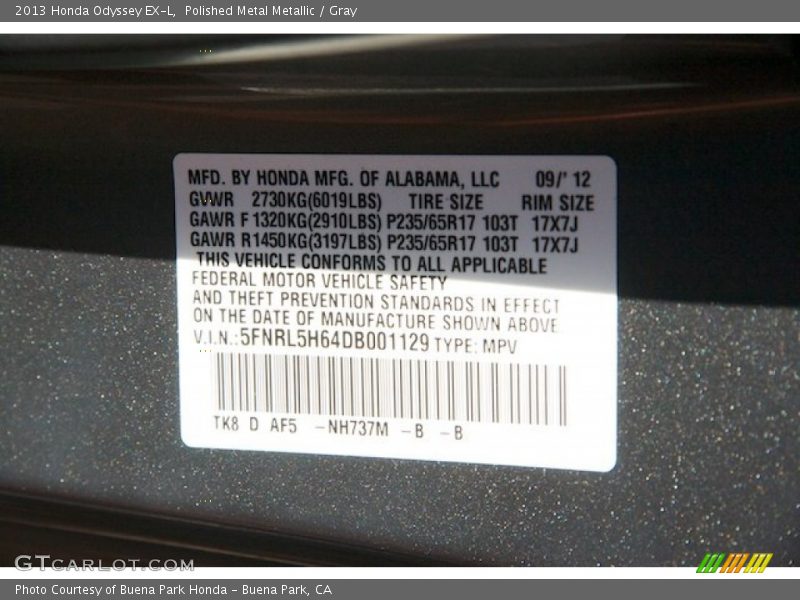 2013 Honda Odyssey EX-L, Polished Metal Metallic / Gray
MFD. BY HONDA MFG. OF ALABAMA, LLC 09/' 12
GVWR 2730KG(6019LBS) TIRE SIZE RIM SIZE
GAWR F 1320KG(2910LBS) P235/65R17 103T 17X7J
GAWR R1450KG(3197LBS) P235/65R17 103T 17X7J
THIS VEHICLE CONFORMS TO ALL APPLICABLE
FEDERAL MOTOR VEHICLE SAFETY
AND THEFT PREVENTION STANDARDS IN EFFECT
ON THE DATE OF MANUFACTURE SHOWN ABOVE.
V.I.N.:5FNRL5H64DB001129 TYPE: MPV
TK8 D AF5 -NH737M -B -B
GTcarlot.com
Photo Courtesy of Buena Park Honda - Buena Park, CA